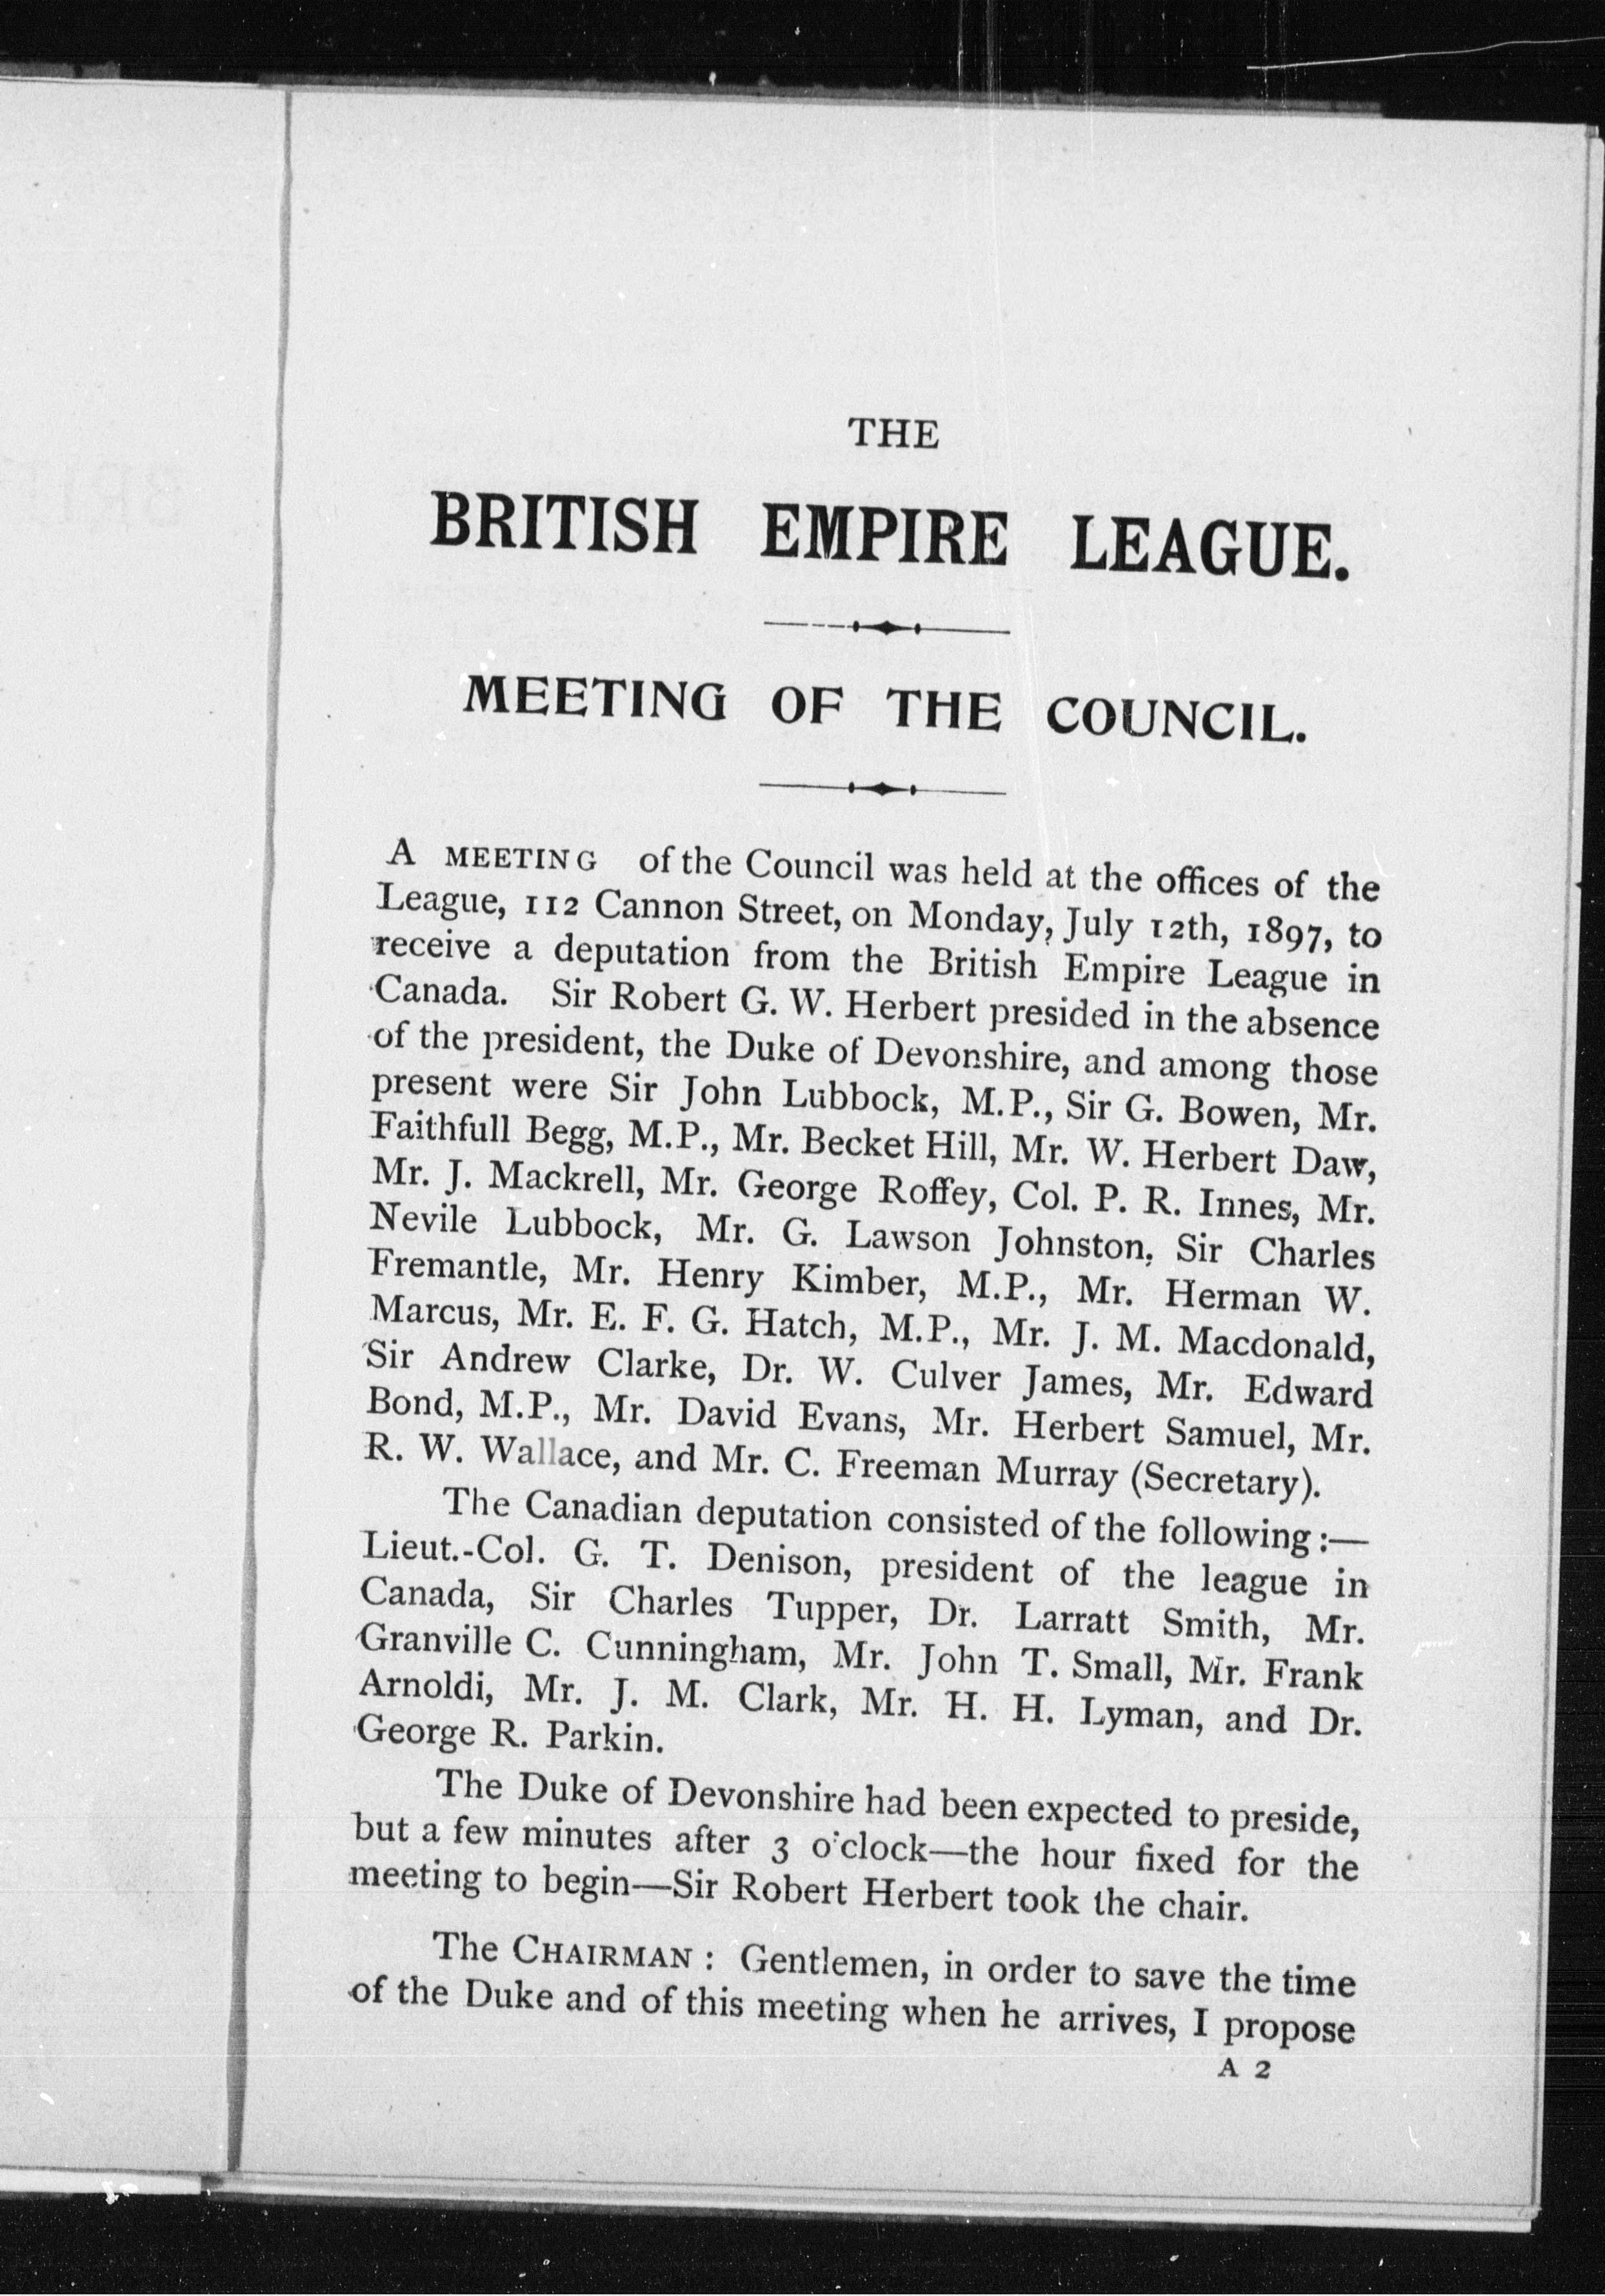 THE
BRITISH EMPIRE LEAGUE.
MEETING OF THE COUNCIL.
A MEETING of the Council was held at the offices of the
League, 112 Cannon Street, on Monday, July 12th, 1897, to
receive a deputation from the British Empire League in
Canada. Sir Robert G. W. Herbert presided in the absence
of the president, the Duke of Devonshire, and among those
present were Sir John Lubbock, M.P., Sir G. Bowen, Mr.
Faithfull Begg, M.P., Mr. Becket Hill, Mr. W. Herbert Daw,
Mr. J. Mackrell, Mr. George Roffey, Col. P. R. Innes, Mr.
Nevile Lubbock, Mr. G. Lawson Johnston, Sir Charles
Fremantle, Mr. Henry Kimber, M.P., Mr. Herman W.
Marcus, Mr. E. F. G. Hatch, M.P., Mr. J. M. Macdonald,
Sir Andrew Clarke, Dr. W. Culver James, Mr. Edward
Bond, M.P., Mr. David Evans, Mr. Herbert Samuel, Mr.
R. W. Wallace, and Mr. C. Freeman Murray (Secretary).
The Canadian deputation consisted of the following:—
Lieut.-Col. G. T. Denison, president of the league in
Canada, Sir Charles Tupper, Dr. Larratt Smith, Mr.
Granville C. Cunningham, Mr. John T. Small, Mr. Frank
Arnoldi, Mr. J. M. Clark, Mr. H. H. Lyman, and Dr.
George R. Parkin.
The Duke of Devonshire had been expected to preside,
but a few minutes after 3 o'clock—the hour fixed for the
meeting to begin—Sir Robert Herbert took the chair.
The CHAIRMAN: Gentlemen, in order to save the time
of the Duke and of this meeting when he arrives, I propose
A 2